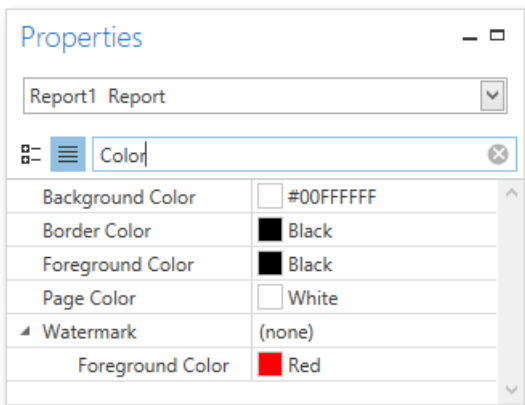 Properties
Report1 Report
Color
Background Color #00FFFFFF
Border Color Black
Foreground Color Black
Page Color White
Watermark (none)
Foreground Color Red